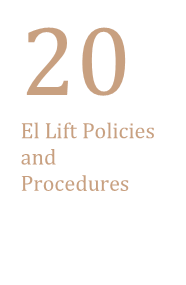 20
El Lift Policies
and
Procedures